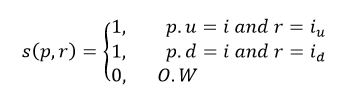 1, p.u = i and r = i_u
s(p,r) = { 1, p.d = i and r = i_d
0, O.W